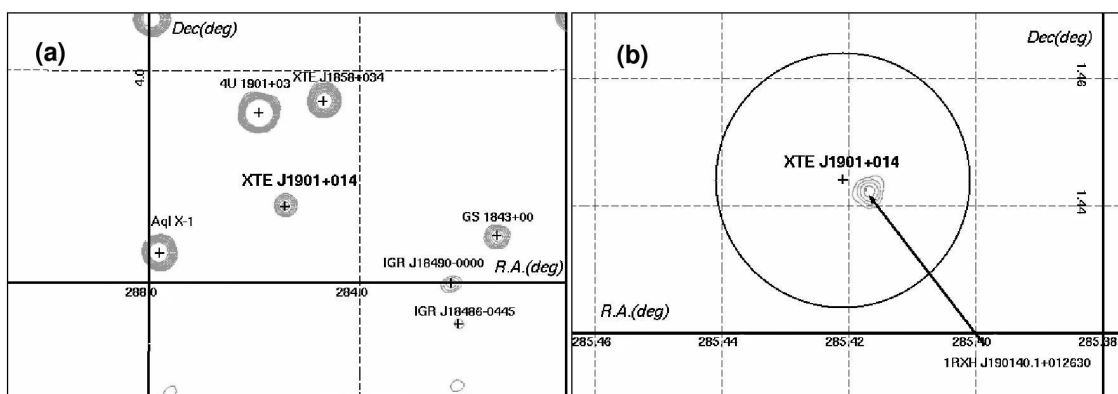 (a)
Dec(deg)
4.0
4U 1901+03
XTE J1858+034
XTE J1901+014
Aql X-1
GS 1843+00
IGR J18490-0000
R.A.(deg)
288.0
284.0
IGR J18486-0445
(b)
Dec(deg)
1.46
XTE J1901+014
1.44
R.A.(deg)
285.46
285.44
285.42
285.40
285.38
1RXH J190140.1+012630